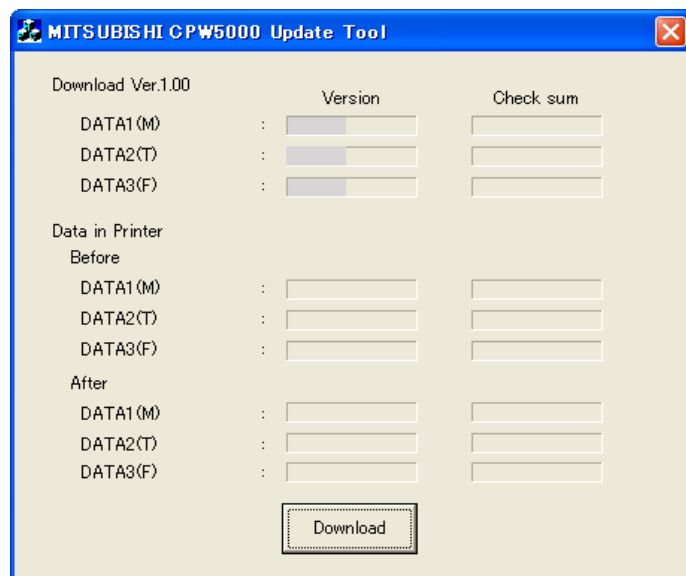 MITSUBISHI CPW5000 Update Tool
Download Ver.1.00
Version Check sum
DATA1(M) :
DATA2(T) :
DATA3(F) :
Data in Printer
Before
DATA1(M) :
DATA2(T) :
DATA3(F) :
After
DATA1(M) :
DATA2(T) :
DATA3(F) :
Download